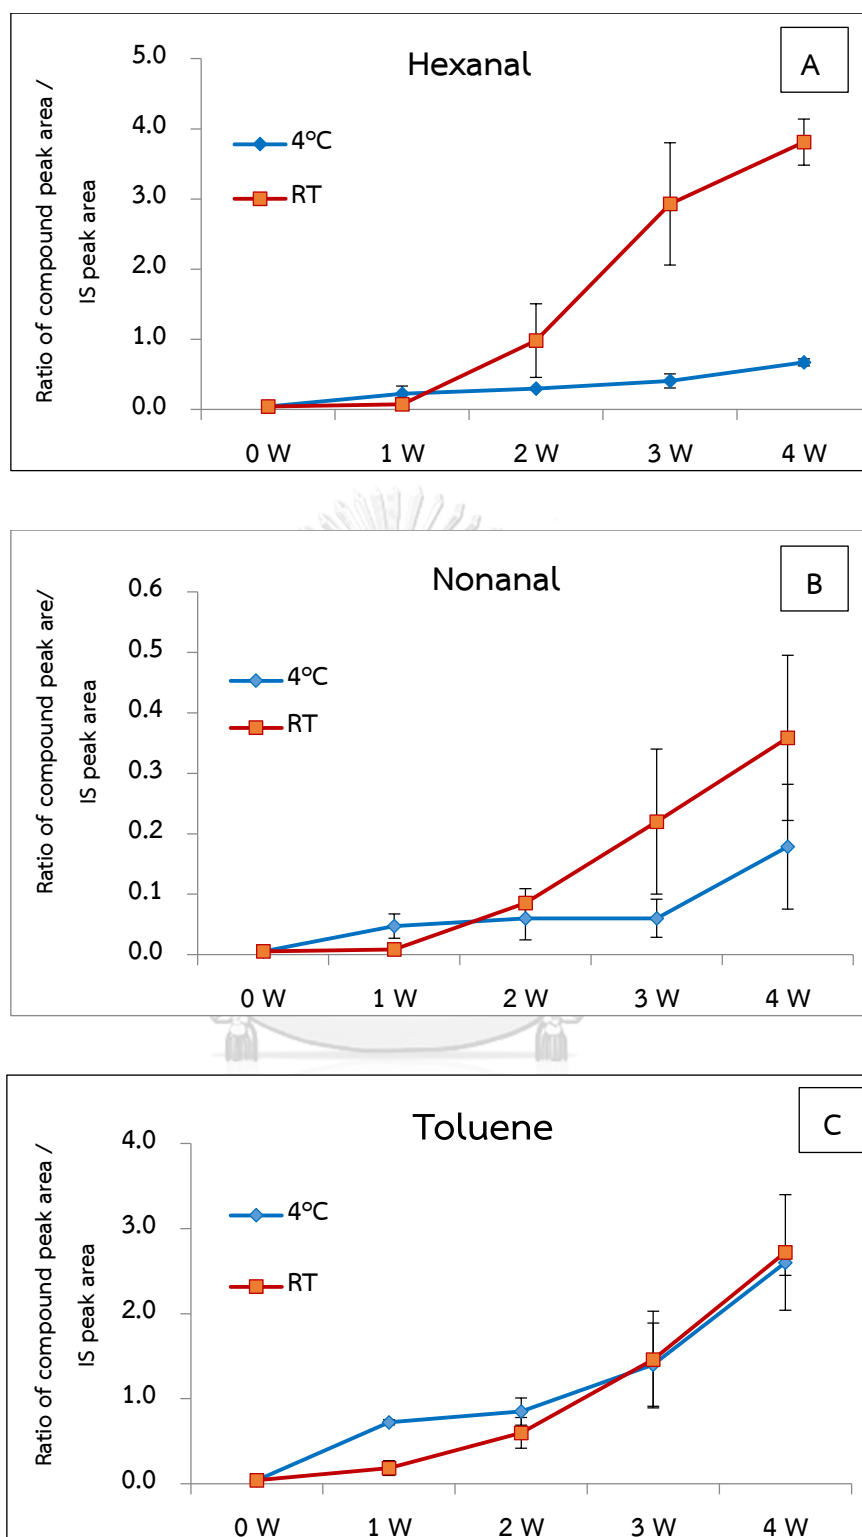 Hexanal
A
Ratio of compound peak area /
IS peak area
5.0
4.0
3.0
2.0
1.0
0.0
4°C
RT
0 W 1 W 2 W 3 W 4 W
Nonanal
B
Ratio of compound peak are/
IS peak area
0.6
0.5
0.4
0.3
0.2
0.1
0.0
4°C
RT
0 W 1 W 2 W 3 W 4 W
Toluene
C
Ratio of compound peak area /
IS peak area
4.0
3.0
2.0
1.0
0.0
4°C
RT
0 W 1 W 2 W 3 W 4 W